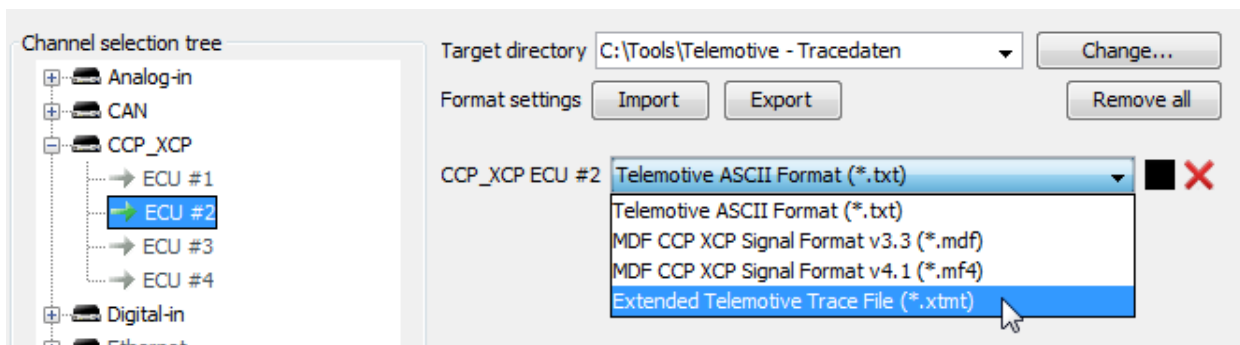 Channel selection tree
Analog-in
CAN
CCP_XCP
ECU #1
ECU #2
ECU #3
ECU #4
Digital-in
Ethernet
Target directory C:\Tools\Telemotive - Tracedaten Change...
Format settings Import Export Remove all
CCP_XCP ECU #2 Telemotive ASCII Format (*.txt)
Telemotive ASCII Format (*.txt)
MDF CCP XCP Signal Format v3.3 (*.mdf)
MDF CCP XCP Signal Format v4.1 (*.mf4)
Extended Telemotive Trace File (*.xtmt)